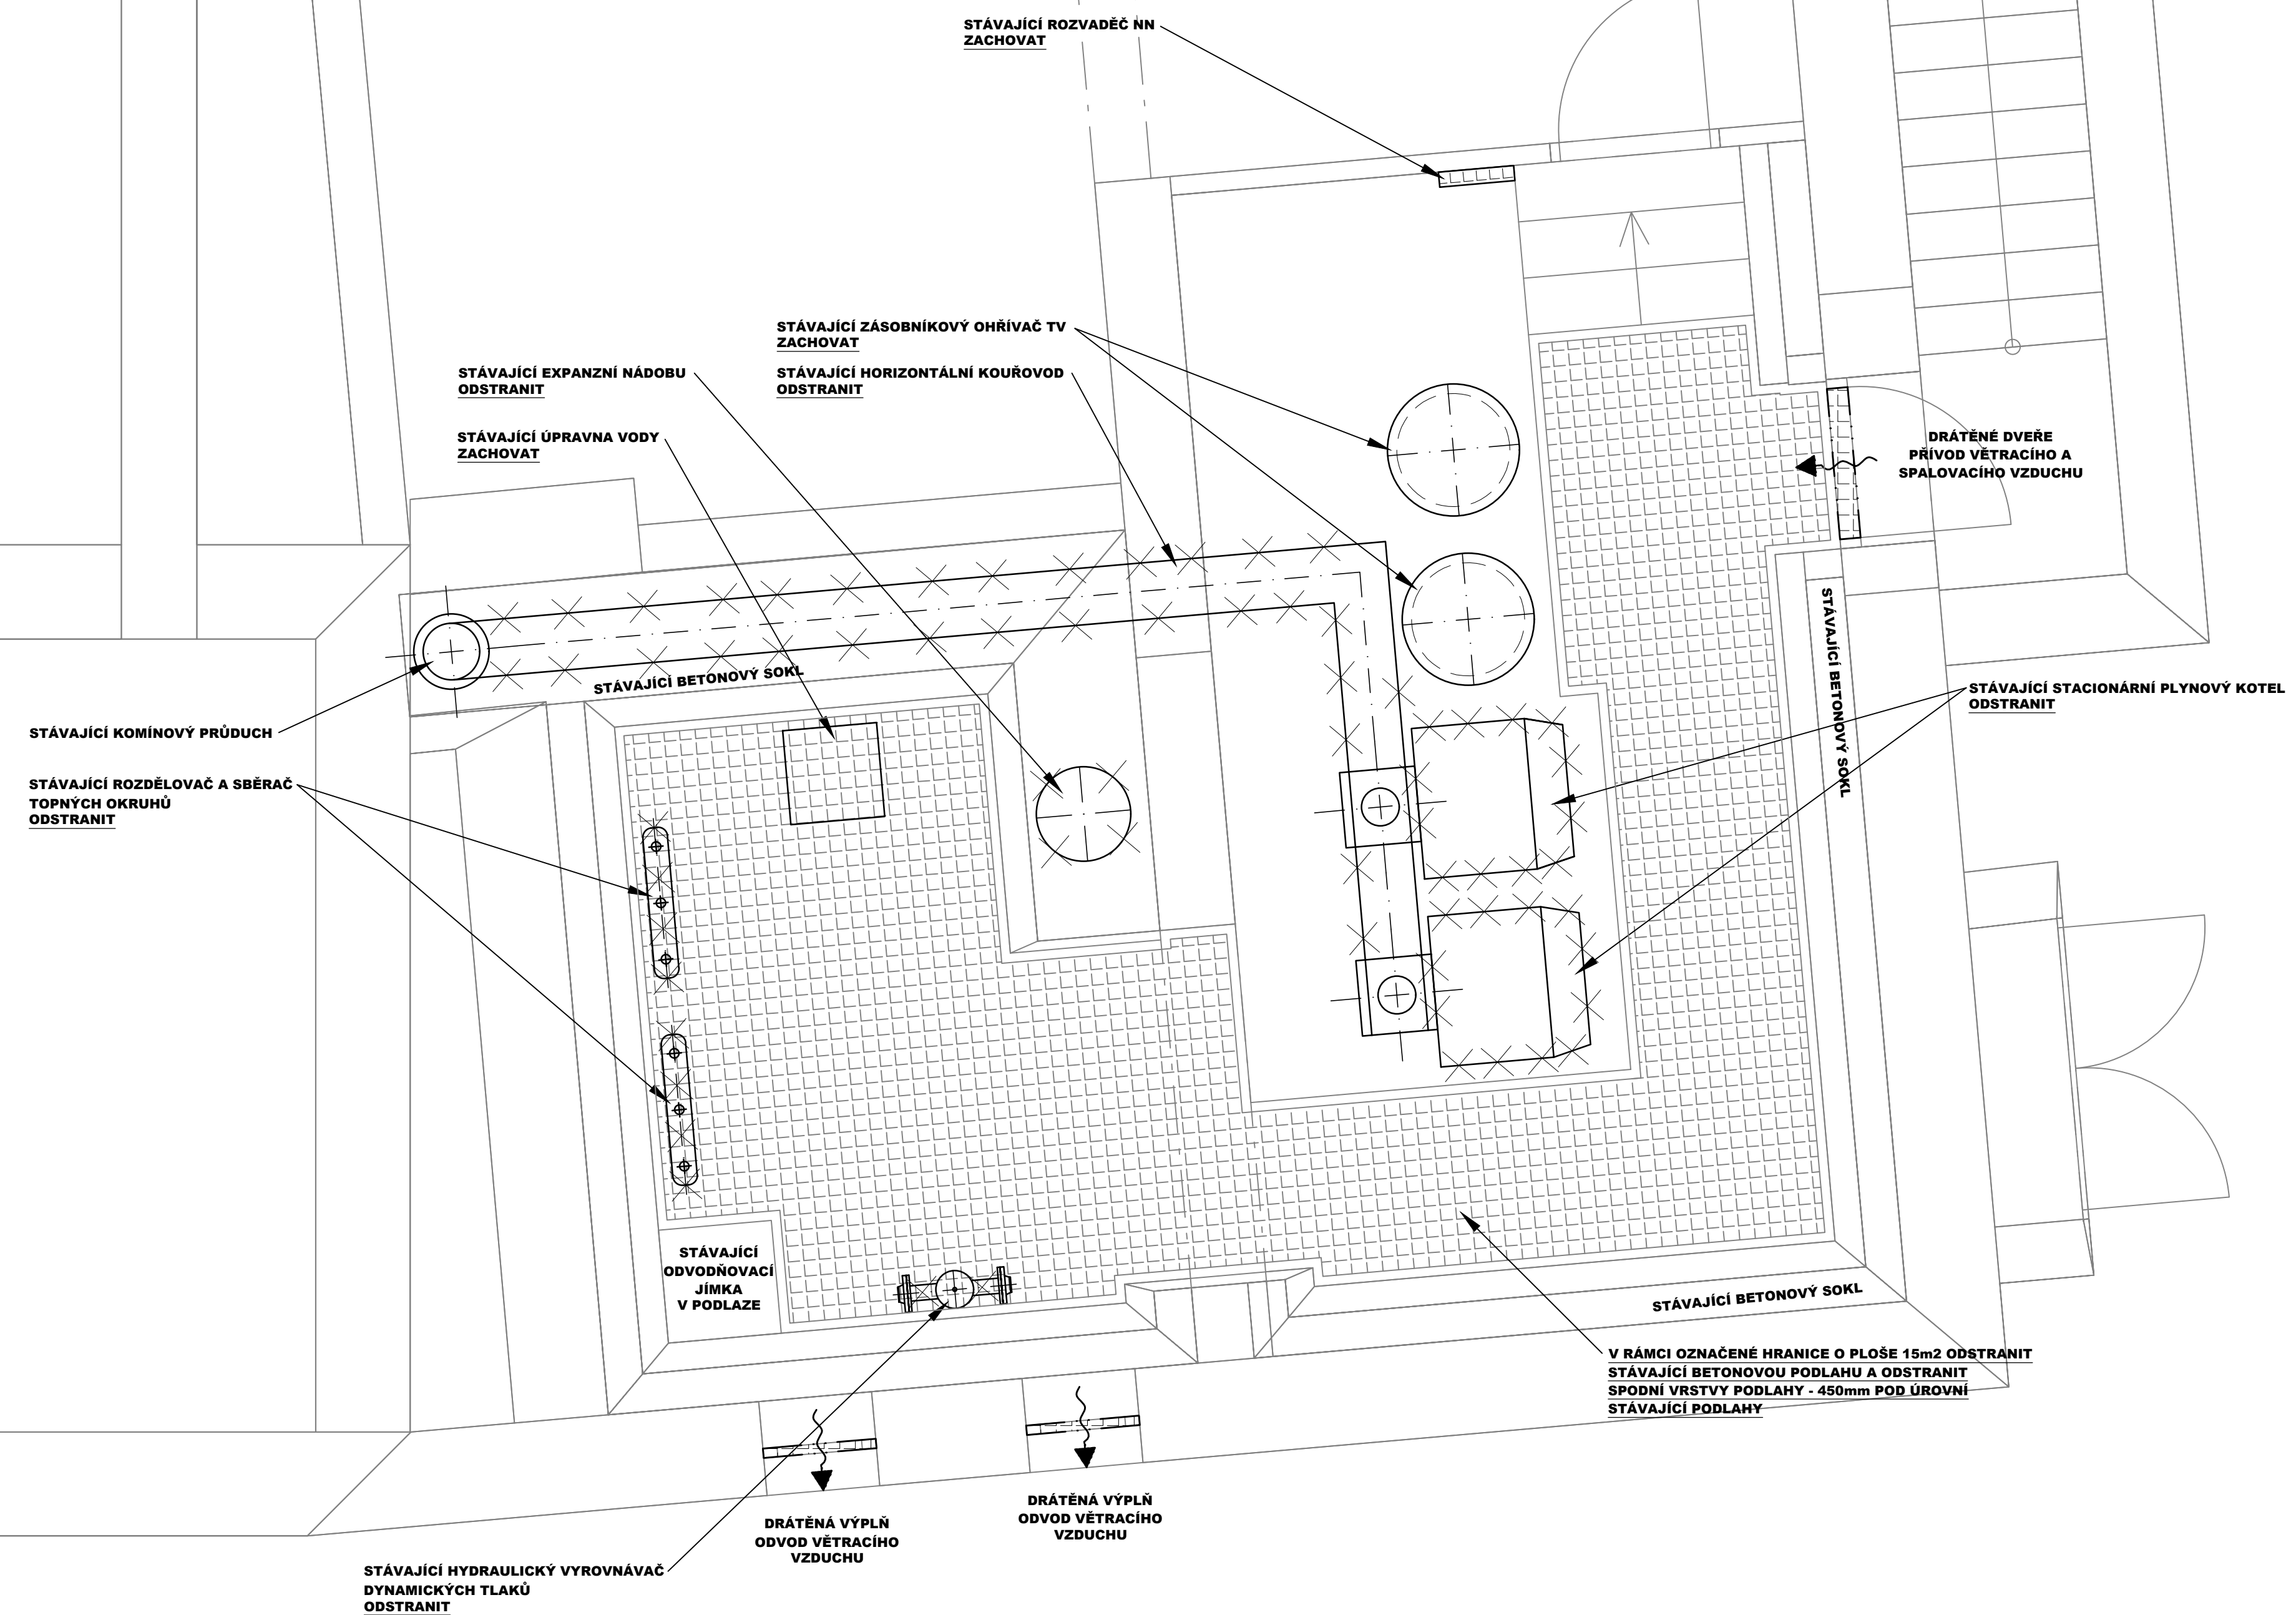 STÁVAJÍCÍ ROZVADĚČ NN
ZACHOVAT
STÁVAJÍCÍ ZÁSOBNÍKOVÝ OHŘÍVAČ TV
ZACHOVAT
STÁVAJÍCÍ HORIZONTÁLNÍ KOUŘOVOD
ODSTRANIT
STÁVAJÍCÍ EXPANZNÍ NÁDOBU
ODSTRANIT
STÁVAJÍCÍ ÚPRAVNA VODY
ZACHOVAT
DRÁTĚNÉ DVEŘE
PŘÍVOD VĚTRACÍHO A
SPALOVACÍHO VZDUCHU
STÁVAJÍCÍ BETONOVÝ SOKL
STÁVAJÍCÍ BETONOVÝ SOKL
STÁVAJÍCÍ STACIONÁRNÍ PLYNOVÝ KOTEL
ODSTRANIT
STÁVAJÍCÍ KOMÍNOVÝ PRŮDUCH
STÁVAJÍCÍ ROZDĚLOVAČ A SBĚRAČ
TOPNÝCH OKRUHŮ
ODSTRANIT
STÁVAJÍCÍ
ODVODŇOVACÍ
JÍMKA
V PODLAZE
STÁVAJÍCÍ BETONOVÝ SOKL
V RÁMCI OZNAČENÉ HRANICE O PLOŠE 15m2 ODSTRANIT
STÁVAJÍCÍ BETONOVOU PODLAHU A ODSTRANIT
SPODNÍ VRSTVY PODLAHY - 450mm POD ÚROVNÍ
STÁVAJÍCÍ PODLAHY
DRÁTĚNÁ VÝPLŇ
ODVOD VĚTRACÍHO
VZDUCHU
DRÁTĚNÁ VÝPLŇ
ODVOD VĚTRACÍHO
VZDUCHU
STÁVAJÍCÍ HYDRAULICKÝ VYROVNÁVAČ
DYNAMICKÝCH TLAKŮ
ODSTRANIT